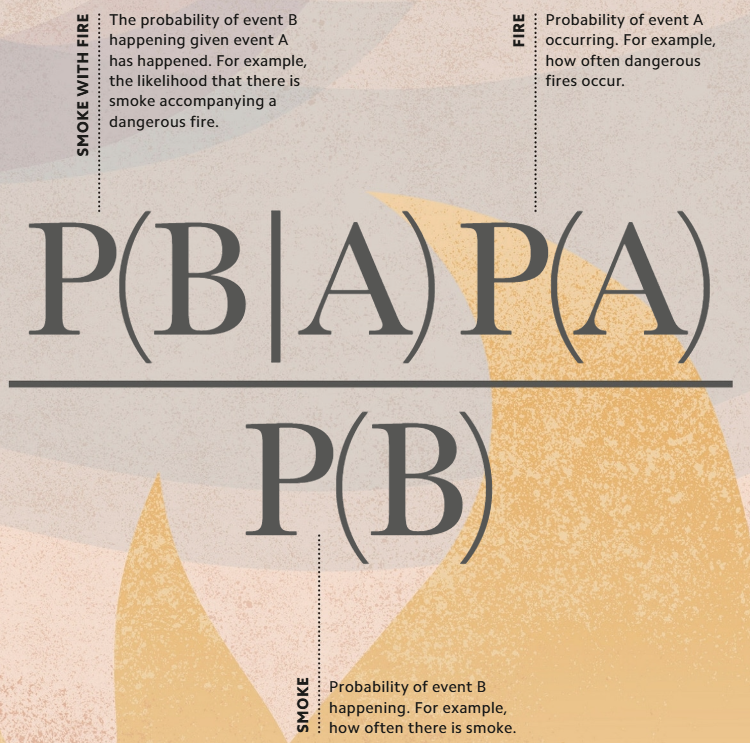 SMOKE WITH FIRE
The probability of event B
happening given event A
has happened. For example,
the likelihood that there is
smoke accompanying a
dangerous fire.
FIRE
Probability of event A
occurring. For example,
how often dangerous
fires occur.
P(B|A) P(A)
P(B)
SMOKE
Probability of event B
happening. For example,
how often there is smoke.